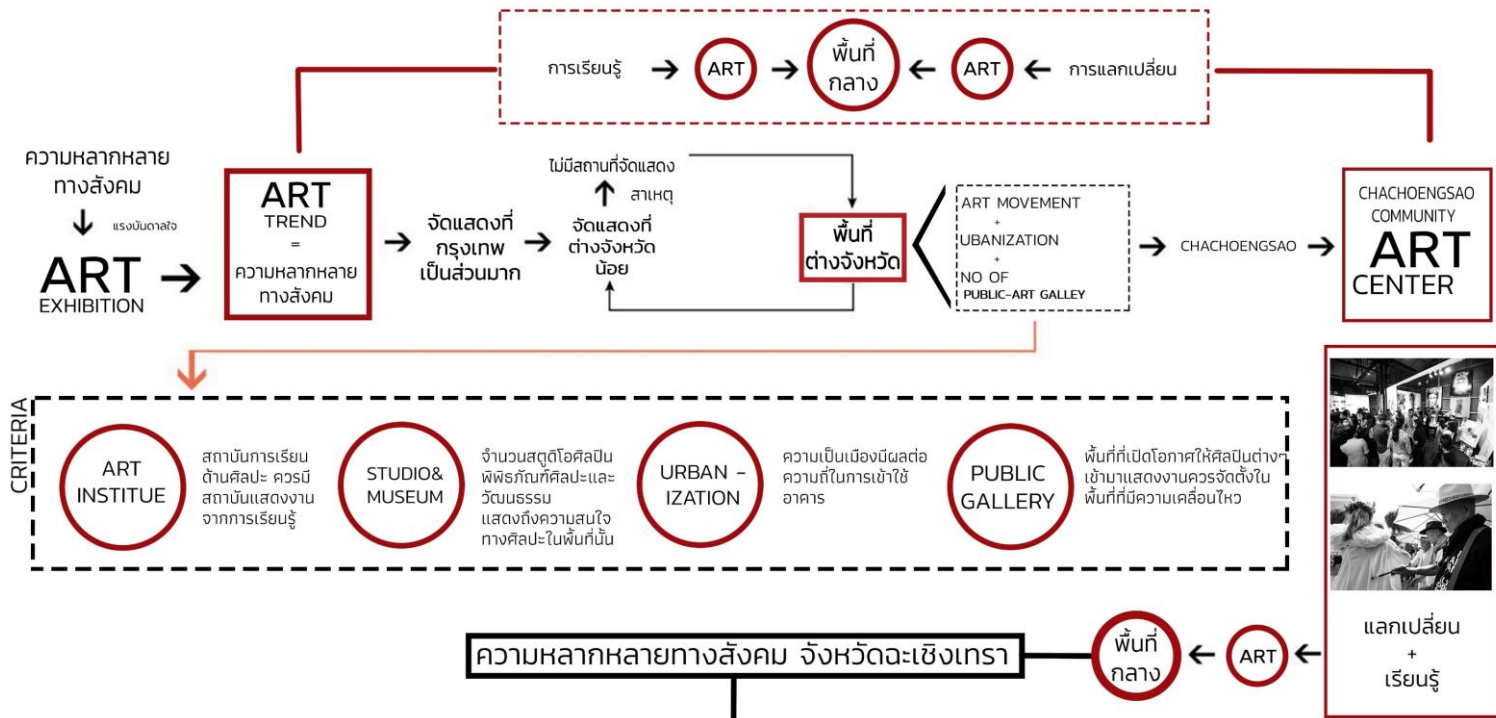 การเรียนรู้
ART
พื้นที่
กลาง
ART
การแลกเปลี่ยน
ความหลากหลาย
ทางสังคม
แรงบันดาลใจ
ART
EXHIBITION
ART
TREND
=
ความหลากหลาย
ทางสังคม
จัดแสดงที่
กรุงเทพ
เป็นส่วนมาก
ไม่มีสถานที่จัดแสดง
สาเหตุ
จัดแสดงที่
ต่างจังหวัด
น้อย
พื้นที่
ต่างจังหวัด
ART MOVEMENT
+
UBANIZATION
+
NO OF
PUBLIC-ART GALLEY
CHACHOENGSAO
CHACHOENGSAO
COMMUNITY
ART
CENTER
CRITERIA
ART
INSTITUE
สถาบันการเรียน
ด้านศิลปะ ควรมี
สถาบันแสดงงาน
จากการเรียนรู้
STUDIO&
MUSEUM
จำนวนสตูดิโอศิลปิน
พิพิธภัณฑ์ศิลปะและ
วัฒนธรรม
แสดงถึงความสนใจ
ทางศิลปะในพื้นที่นั้น
URBAN -
IZATION
ความเป็นเมืองมีผลต่อ
ความถี่ในการเข้าใช้
อาคาร
PUBLIC
GALLERY
พื้นที่ที่เปิดโอกาศให้ศิลปินต่างๆ
เข้ามาแสดงงานควรจัดตั้งใน
พื้นที่ที่มีความเคลื่อนไหว
แลกเปลี่ยน
+
เรียนรู้
ART
พื้นที่
กลาง
ความหลากหลายทางสังคม จังหวัดฉะเชิงเทรา